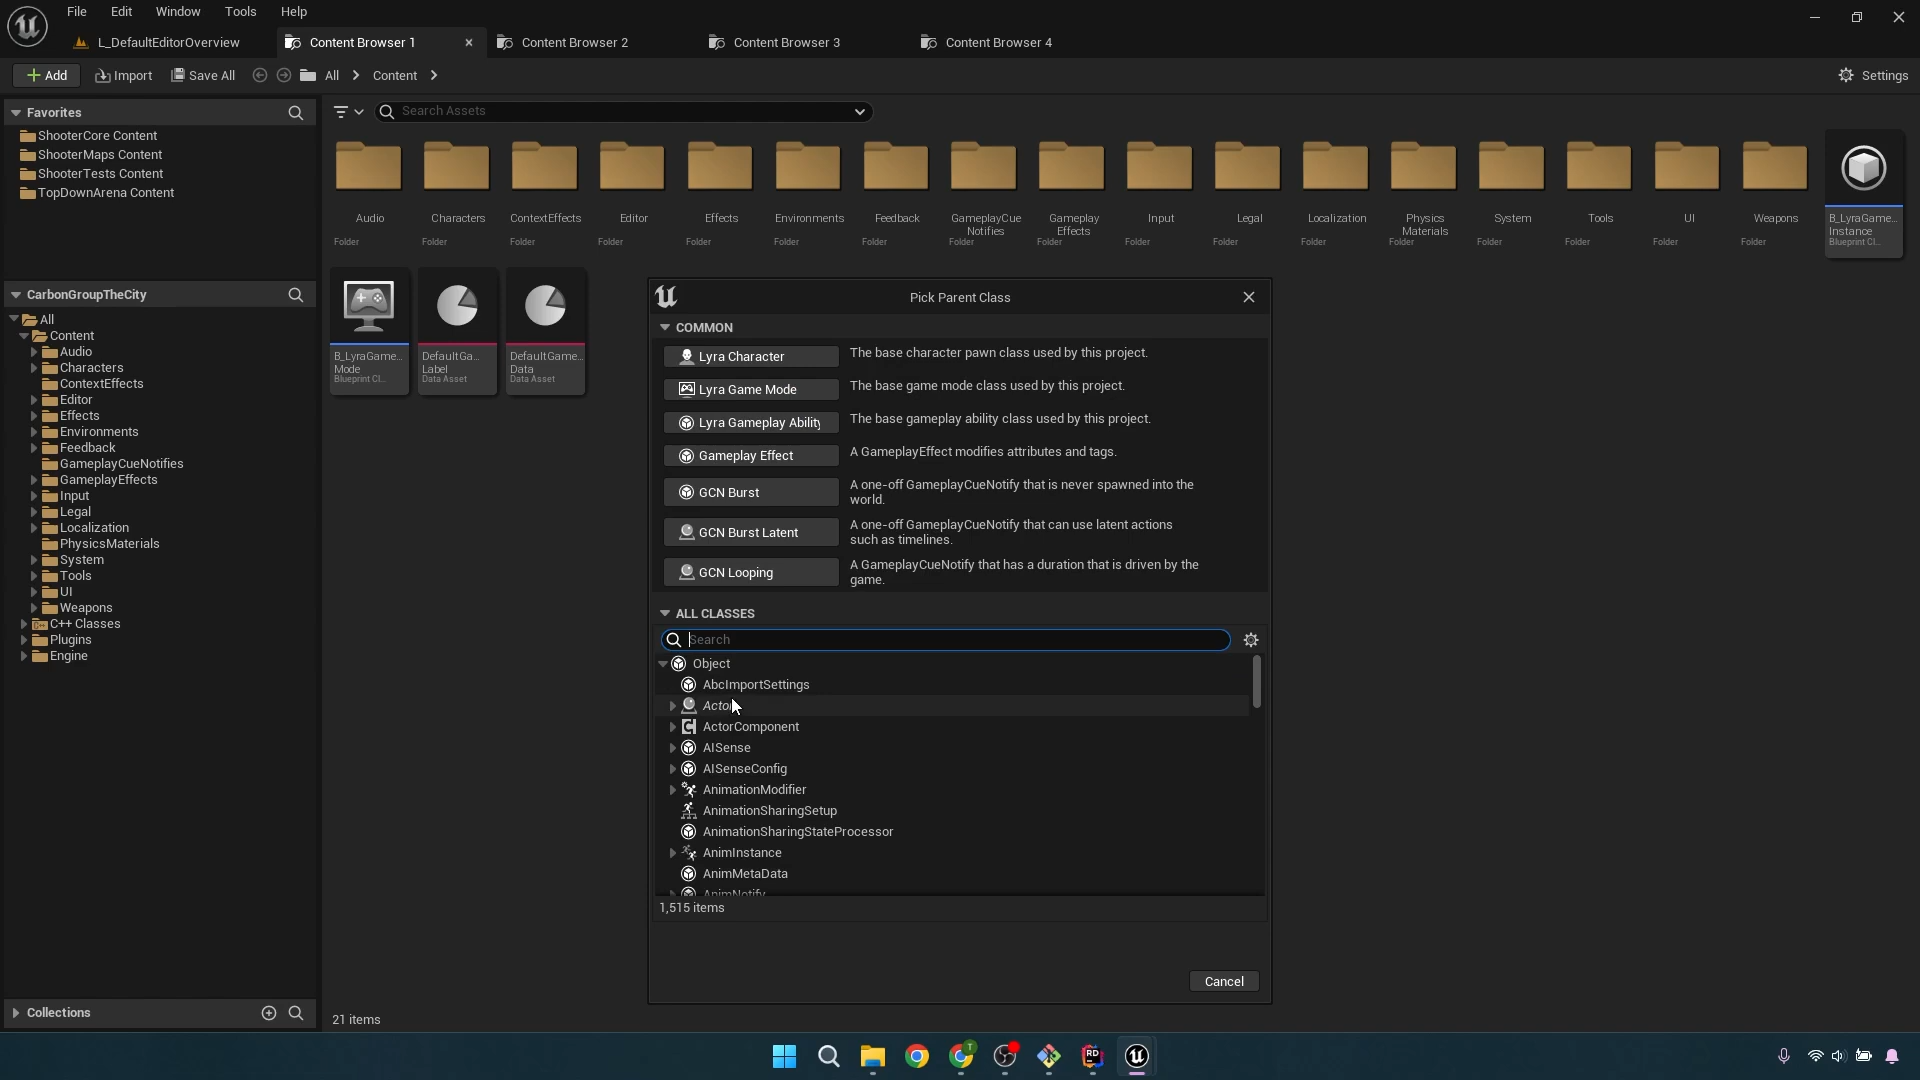 File Edit Window Tools Help
L_DefaultEditorOverview Content Browser 1 Content Browser 2 Content Browser 3 Content Browser 4
Add Import Save All All Content Settings
Favorites
ShooterCore Content
ShooterMaps Content
ShooterTests Content
TopDownArena Content
CarbonGroupTheCity
All
Content
Audio
Characters
ContextEffects
Editor
Effects
Environments
Feedback
GameplayCueNotifies
GameplayEffects
Input
Legal
Localization
PhysicsMaterials
System
Tools
UI
Weapons
C++ Classes
Plugins
Engine
Collections
Search Assets
Audio
Folder
Characters
Folder
ContextEffects
Folder
Editor
Folder
Effects
Folder
Environments
Folder
Feedback
Folder
GameplayCue
Notifies
Folder
Gameplay
Effects
Folder
Input
Folder
Legal
Folder
Localization
Folder
Physics
Materials
Folder
System
Folder
Tools
Folder
UI
Folder
Weapons
Folder
B_LyraGame...
Instance
Blueprint Cl...
B_LyraGame...
Mode
Blueprint Cl...
DefaultGa...
Label
Data Asset
DefaultGame...
Data
Data Asset
21 items
Pick Parent Class
COMMON
Lyra Character The base character pawn class used by this project.
Lyra Game Mode The base game mode class used by this project.
Lyra Gameplay Ability The base gameplay ability class used by this project.
Gameplay Effect A GameplayEffect modifies attributes and tags.
GCN Burst A one-off GameplayCueNotify that is never spawned into the
world.
GCN Burst Latent A one-off GameplayCueNotify that can use latent actions
such as timelines.
GCN Looping A GameplayCueNotify that has a duration that is driven by the
game.
ALL CLASSES
Search
Object
AbcImportSettings
Actor
ActorComponent
AISense
AISenseConfig
AnimationModifier
AnimationSharingSetup
AnimationSharingStateProcessor
AnimInstance
AnimMetaData
AnimNotify
1,515 items
Cancel
T
RD